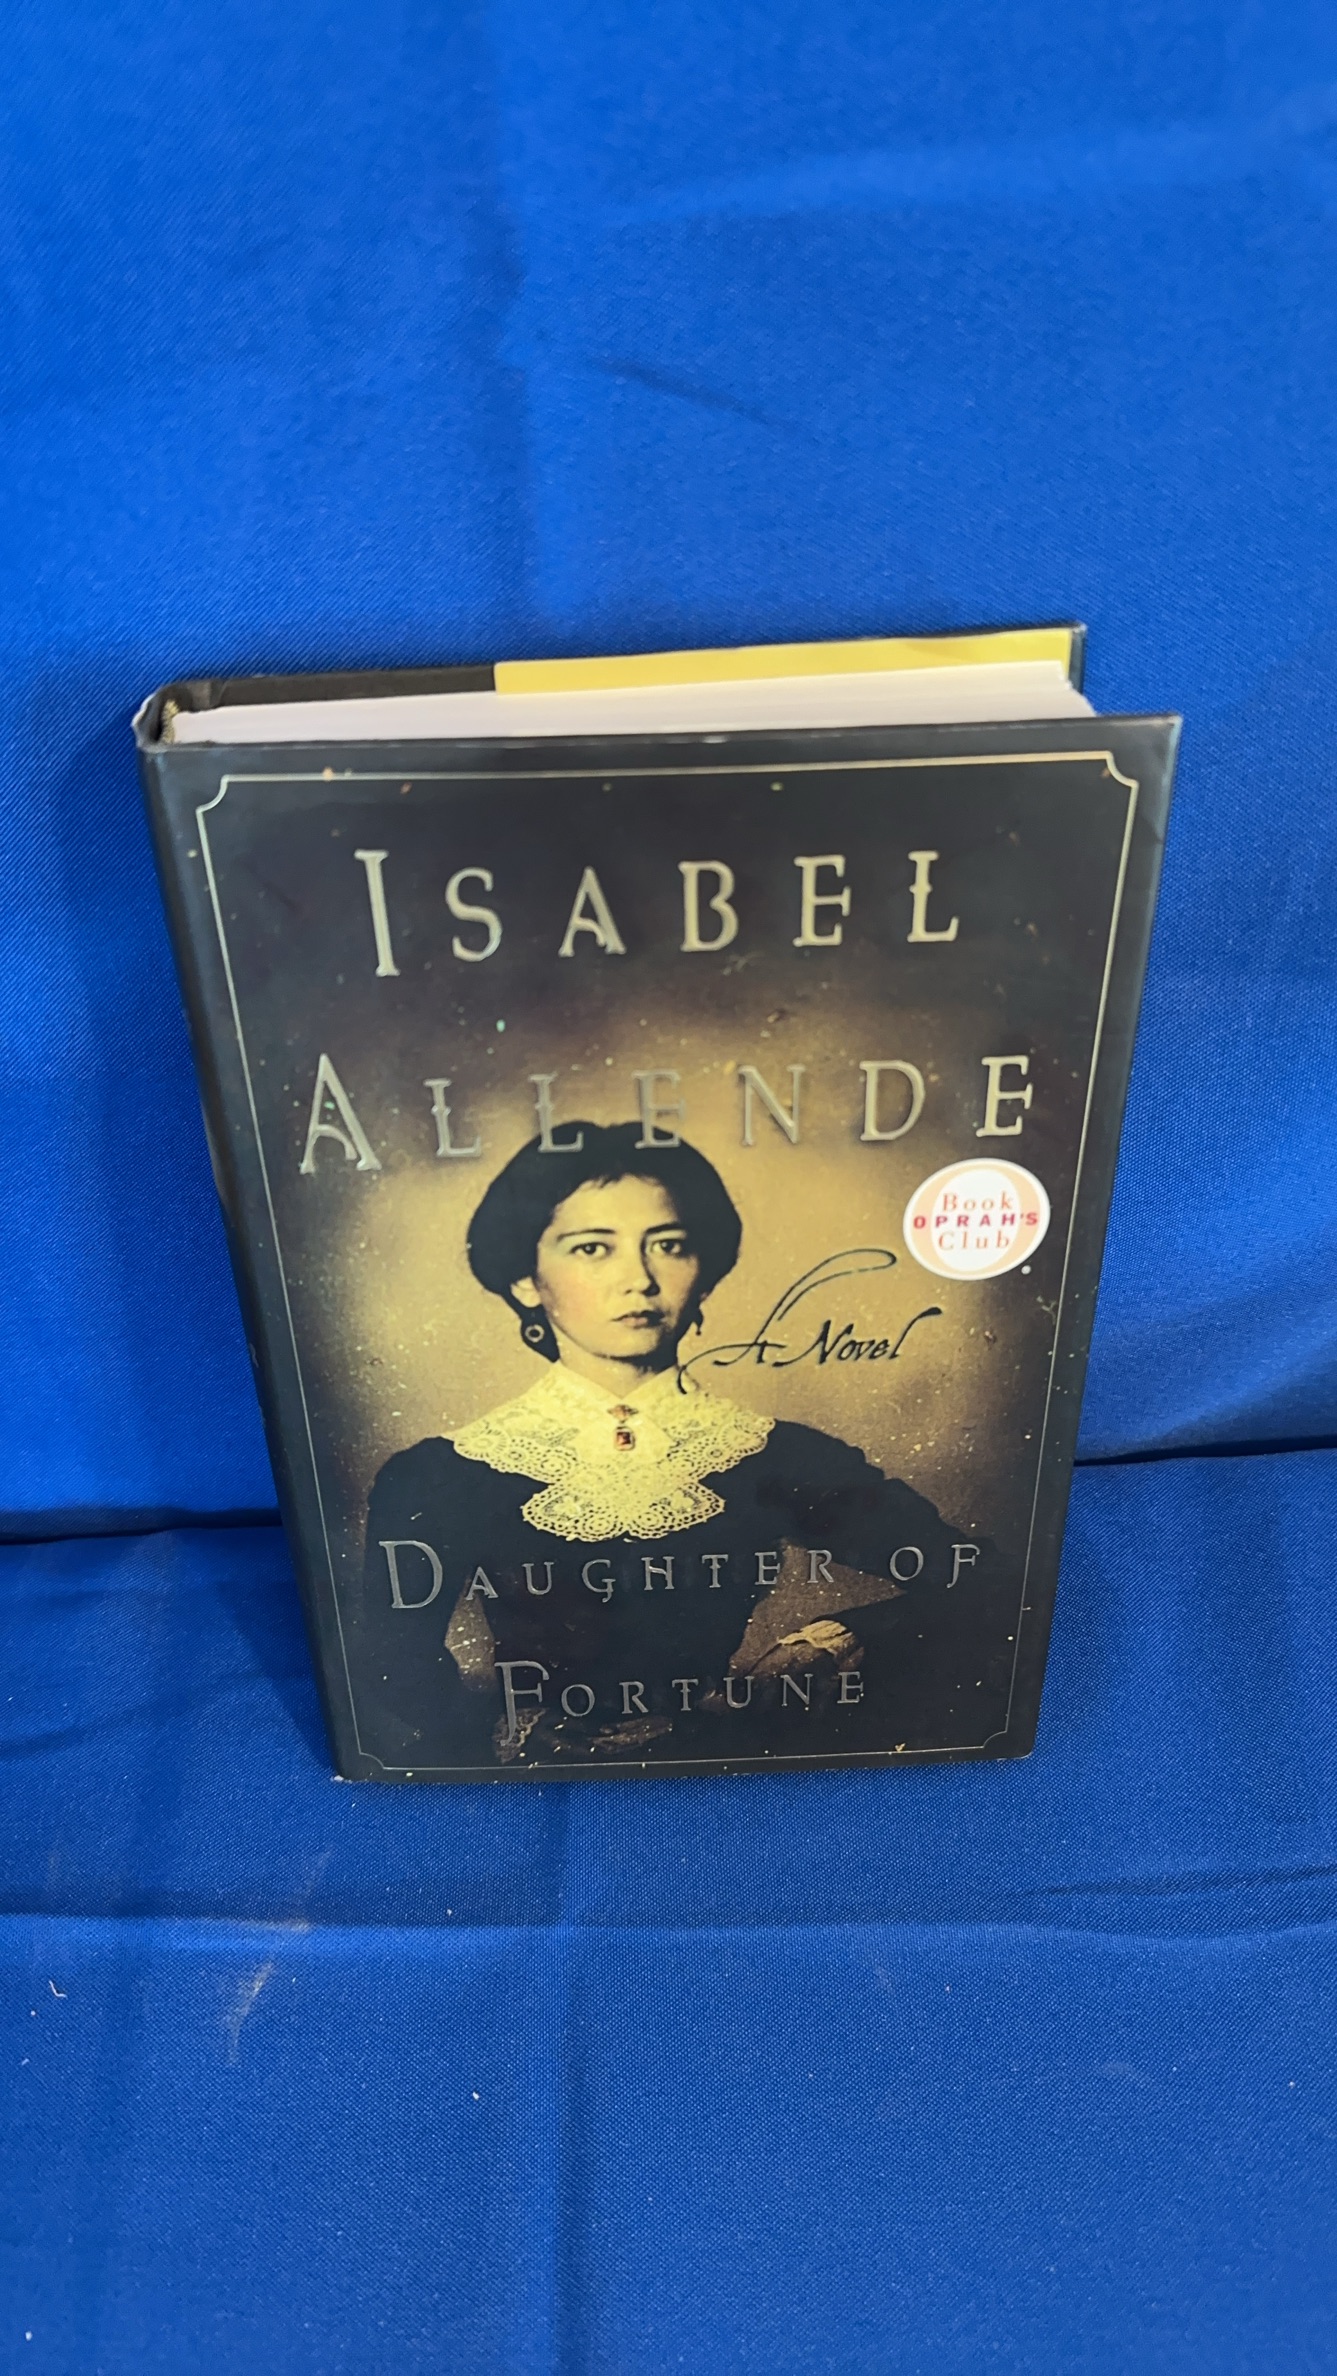 ISABEL
ALLENDE
Book
OPRAH'S
Club
A Novel
DAUGHTER OF
FORTUNE